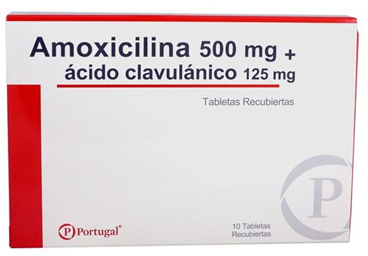 Amoxicilina 500 mg +
ácido clavulánico 125 mg
Tabletas Recubiertas
P
P Portugal®
10 Tabletas
Recubiertas